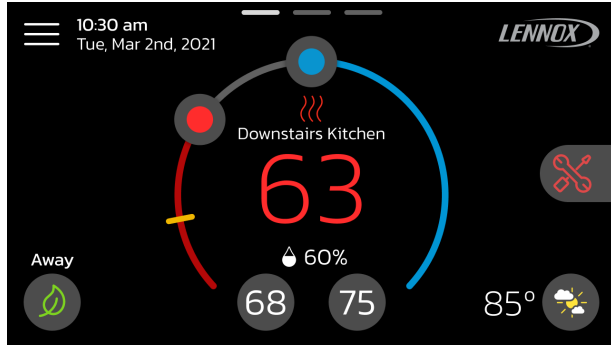 10:30 am
Tue, Mar 2nd, 2021
LENNOX
Downstairs Kitchen
63
60%
Away
68
75
85°